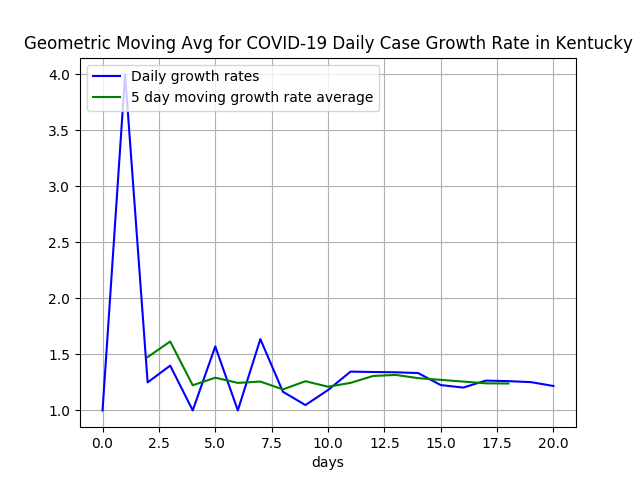 Geometric Moving Avg for COVID-19 Daily Case Growth Rate in Kentucky
Daily growth rates
5 day moving growth rate average
4.0
3.5
3.0
2.5
2.0
1.5
1.0
0.0 2.5 5.0 7.5 10.0 12.5 15.0 17.5 20.0
days